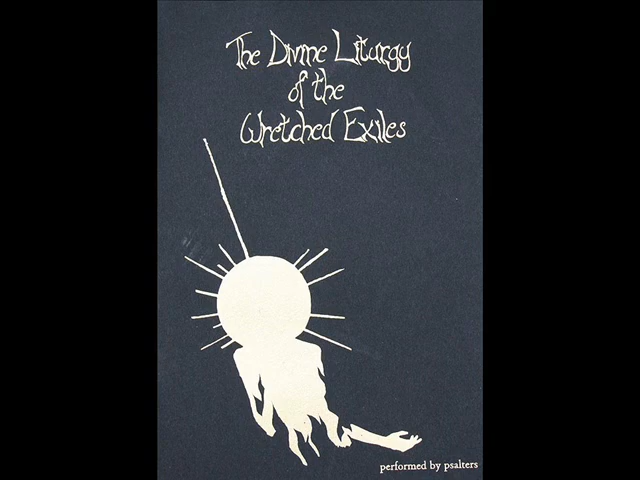 The Divine Liturgy
of the
Wretched Exiles
performed by psalters